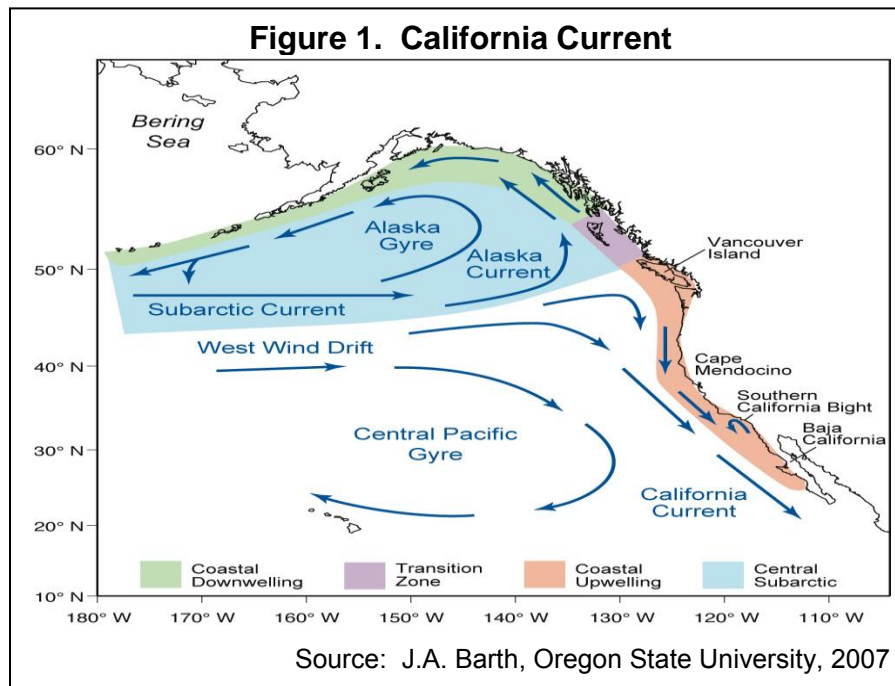 Figure 1.  California Current
Bering
Sea
60° N
50° N
40° N
30° N
20° N
10° N
Alaska
Gyre
Alaska
Current
Subarctic Current
Vancouver
Island
West Wind Drift
Cape
Mendocino
Southern
California Bight
Baja
California
Central Pacific
Gyre
California
Current
Coastal
Downwelling
Transition
Zone
Coastal
Upwelling
Central
Subarctic
180° W
170° W
160° W
150° W
140° W
130° W
120° W
110° W
Source:  J.A. Barth, Oregon State University, 2007